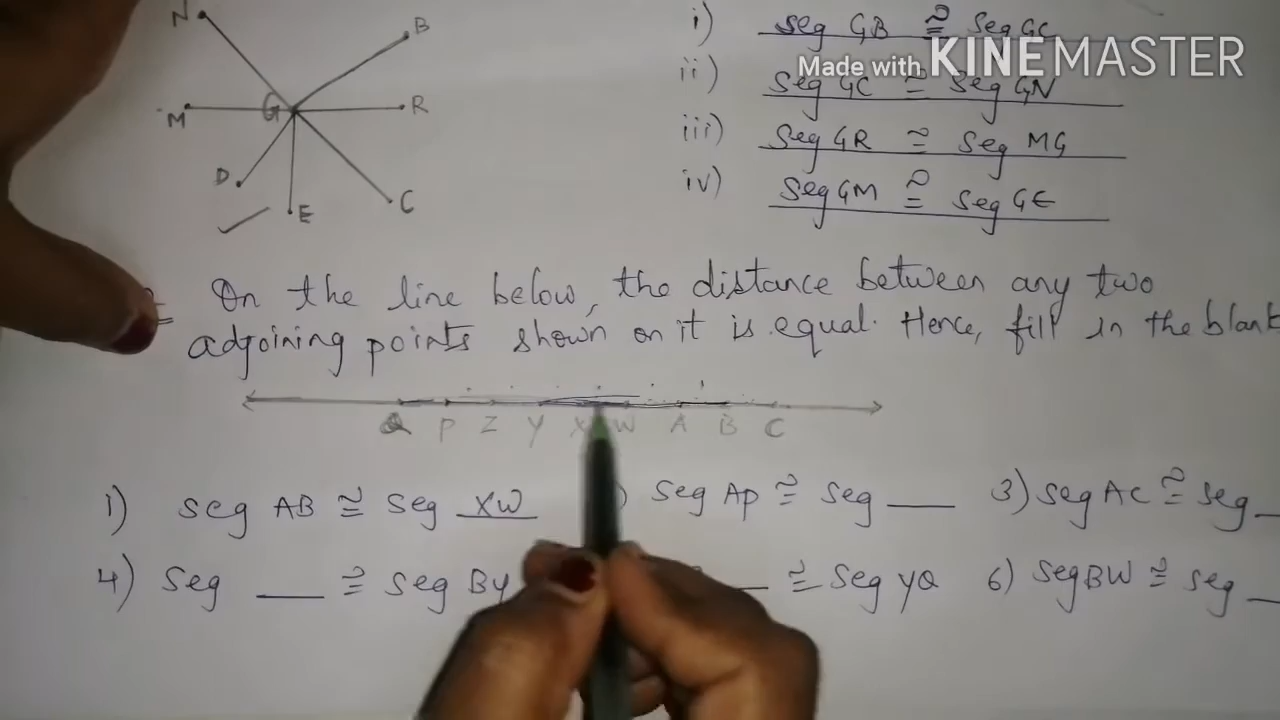 N
B
M
G
R
D
E
C
i) seg GB ≅ seg GC
Made with KINEMASTER
ii) seg GC ≅ seg GN
iii) seg GR ≅ seg MG
iv) seg GM ≅ seg GE
On the line below, the distance between any two
adjoining points shown on it is equal. Hence, fill in the blank
Q P Z Y X W A B C
1) seg AB ≅ seg XW ) seg AP ≅ seg ___ 3) seg AC ≅ seg _
4) seg ___ ≅ seg BY ___ ≅ seg YQ 6) seg BW ≅ seg _